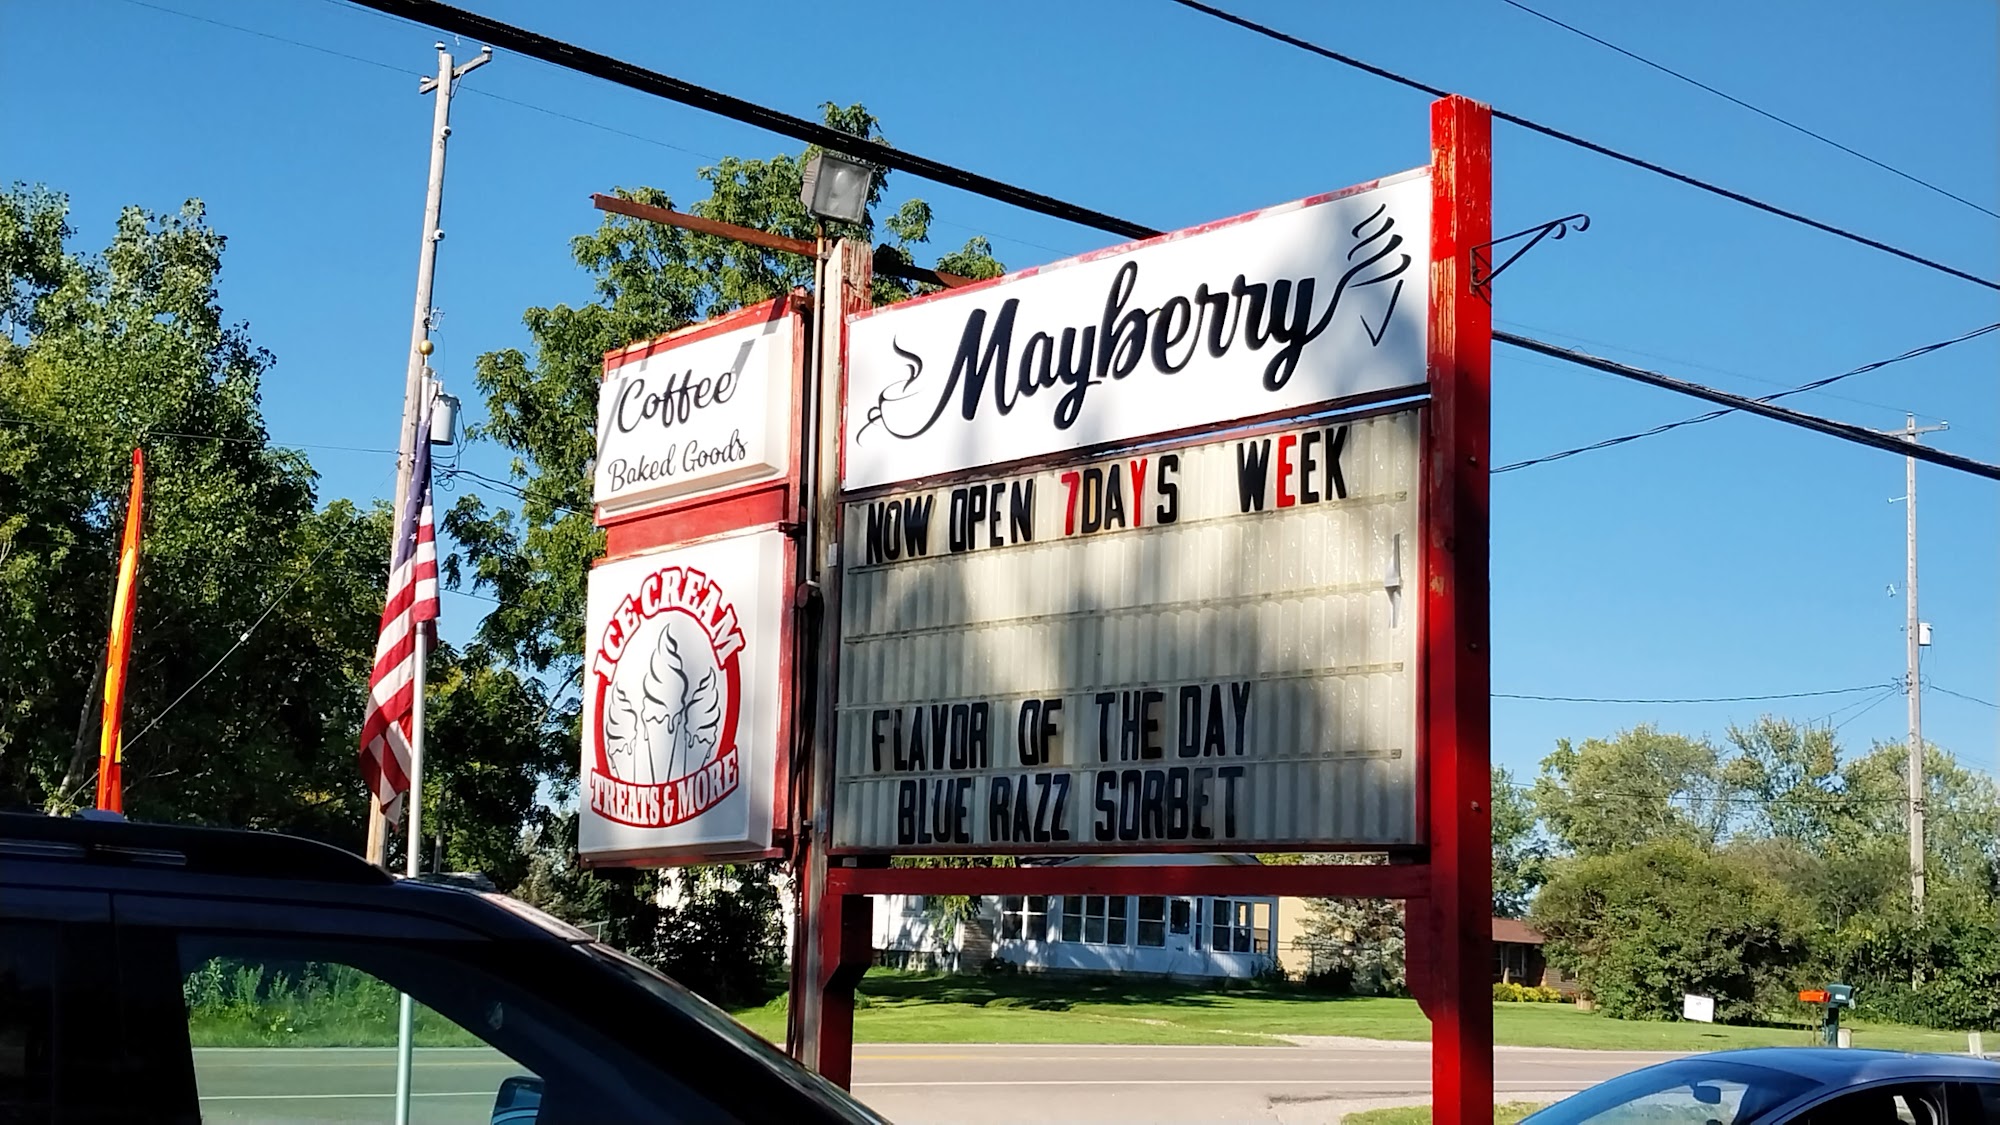 Coffee
Baked Goods
ICE CREAM
TREATS & MORE
Mayberry
NOW OPEN 7DAYS WEEK
FLAVOR OF THE DAY
BLUE RAZZ SORBET